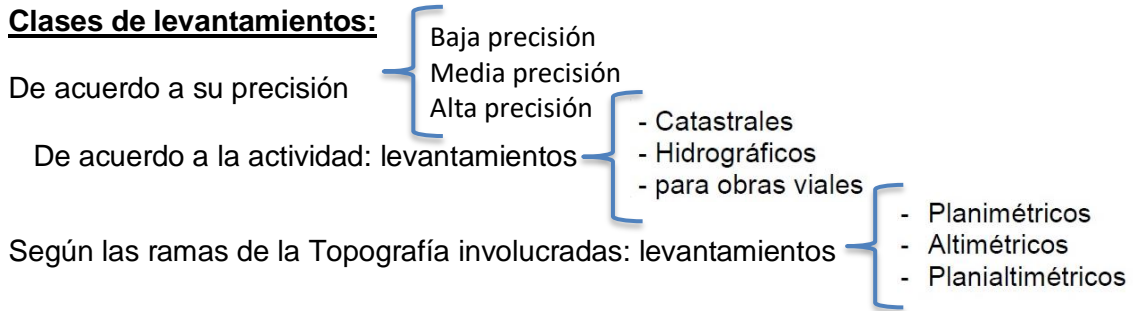 Clases de levantamientos:
De acuerdo a su precisión
Baja precisión
Media precisión
Alta precisión
De acuerdo a la actividad: levantamientos
- Catastrales
- Hidrográficos
- para obras viales
Según las ramas de la Topografía involucradas: levantamientos
- Planimétricos
- Altimétricos
- Planialtimétricos